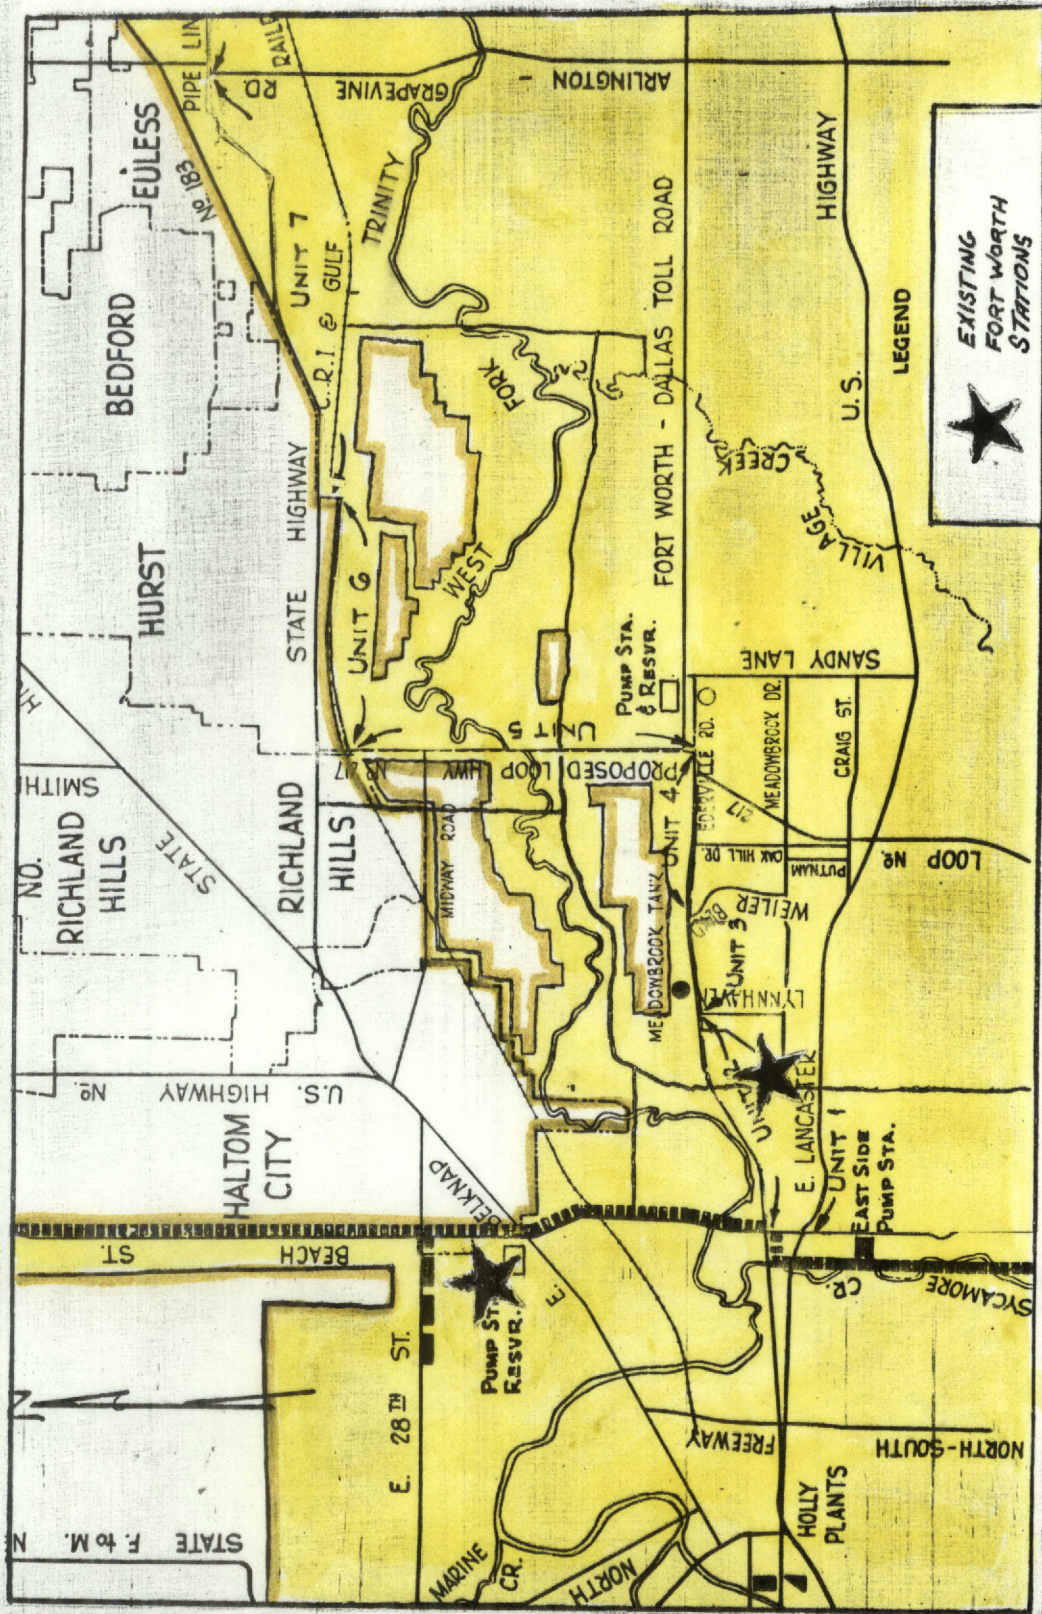 EULESS
PIPE LIN
RD.
RAILR
GRAPEVINE
ARLINGTON
Nº 183
BEDFORD
UNIT 7
C.R.I & GULF
TRINITY
FORT WORTH - DALLAS TOLL ROAD
HIGHWAY
U.S.
HURST
STATE HIGHWAY
UNIT 6
WEST
FORK
VILLAGE
CREEK
SANDY LANE
PUMP STA.
& RESVR.
UNIT 5
PROPOSED LOOP HWY Nº 217
SMITH
NO.
RICHLAND
HILLS
STATE
RICHLAND
HILLS
MIDWAY ROAD
UNIT 4
EDERVILLE RD.
MEADOWBROOK DR.
CRAIG ST.
217
LOOP Nº
OAK HILL DR.
PUTNAM
WEILER
BLVD
UNIT 3
MEADOWBROOK TANK
LYNNHAVEN
UNIT 2
U.S. HIGHWAY Nº
HALTOM
CITY
BELKNAP
E.
E. LANCASTER
UNIT 1
EAST SIDE
PUMP STA.
BEACH ST.
E. 28TH ST.
PUMP ST
RESVR.
SYCAMORE
CR.
NORTH-SOUTH
FREEWAY
HOLLY
PLANTS
STATE F. to M. N
MARINE
CR.
NORTH
LEGEND
EXISTING
FORT WORTH
STATIONS